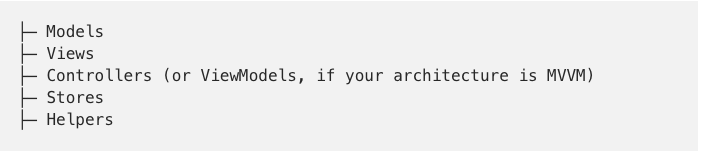 ├─ Models
├─ Views
├─ Controllers (or ViewModels, if your architecture is MVVM)
├─ Stores
├─ Helpers